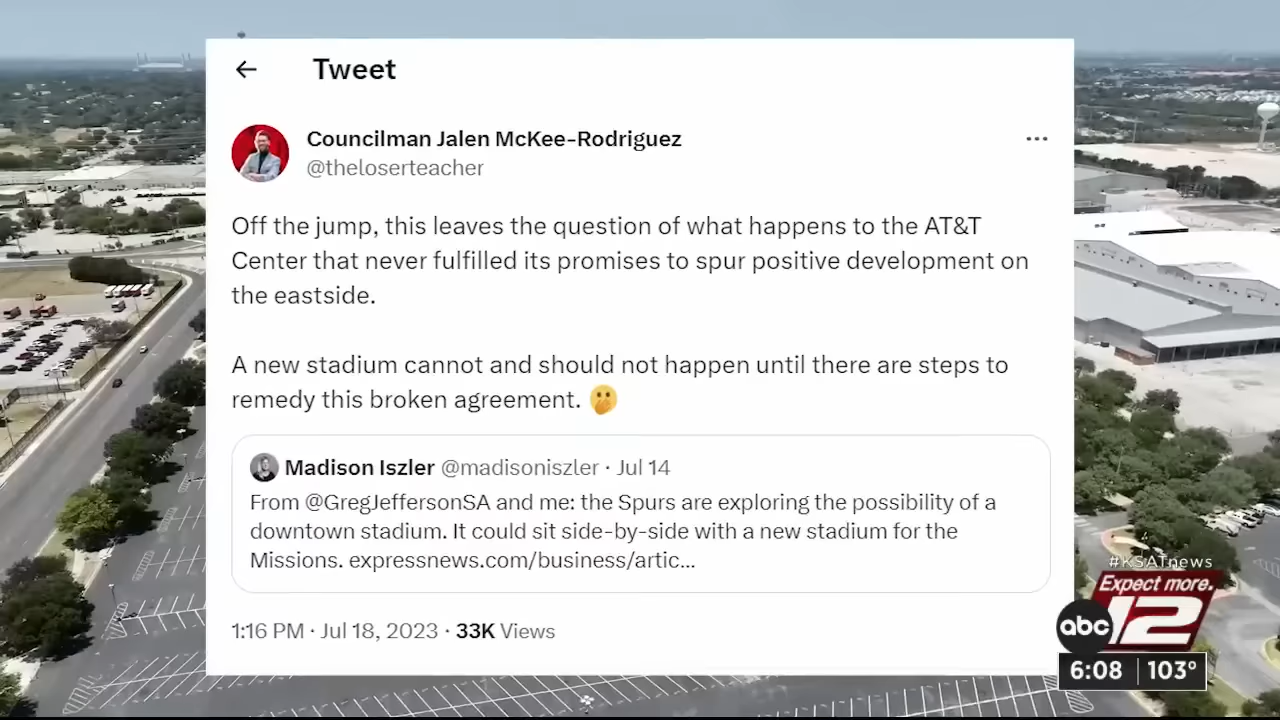 Tweet
Councilman Jalen McKee-Rodriguez
@theloserteacher
Off the jump, this leaves the question of what happens to the AT&T
Center that never fulfilled its promises to spur positive development on
the eastside.
A new stadium cannot and should not happen until there are steps to
remedy this broken agreement. 🫢
Madison Iszler @madisoniszler · Jul 14
From @GregJeffersonSA and me: the Spurs are exploring the possibility of a
downtown stadium. It could sit side-by-side with a new stadium for the
Missions. expressnews.com/business/artic...
1:16 PM · Jul 18, 2023 · 33K Views
#KSATnews
Expect more.
abc 12
6:08 103°